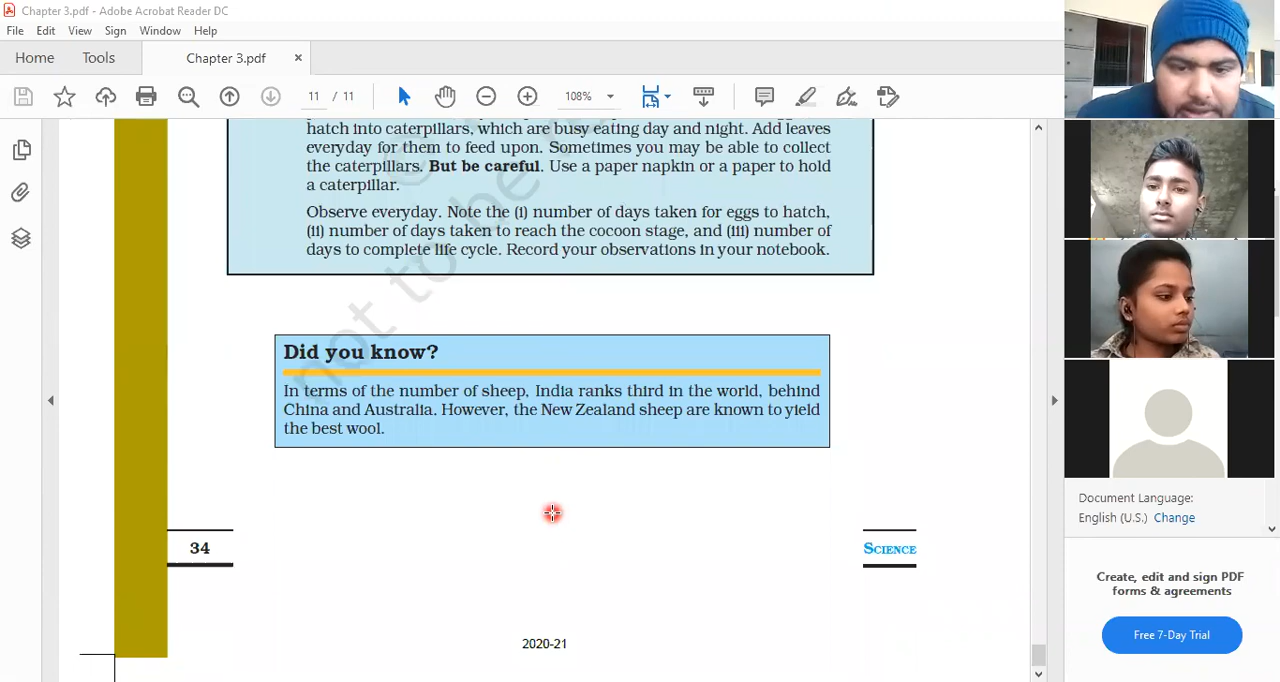 Chapter 3.pdf - Adobe Acrobat Reader DC
File Edit View Sign Window Help
Home Tools Chapter 3.pdf ×
11 / 11 108%
hatch into caterpillars, which are busy eating day and night. Add leaves
everyday for them to feed upon. Sometimes you may be able to collect
the caterpillars. But be careful. Use a paper napkin or a paper to hold
a caterpillar.
Observe everyday. Note the (i) number of days taken for eggs to hatch,
(ii) number of days taken to reach the cocoon stage, and (iii) number of
days to complete life cycle. Record your observations in your notebook.
not to be
Did you know?
In terms of the number of sheep, India ranks third in the world, behind
China and Australia. However, the New Zealand sheep are known to yield
the best wool.
34
SCIENCE
2020-21
Document Language:
English (U.S.) Change
Create, edit and sign PDF
forms & agreements
Free 7-Day Trial